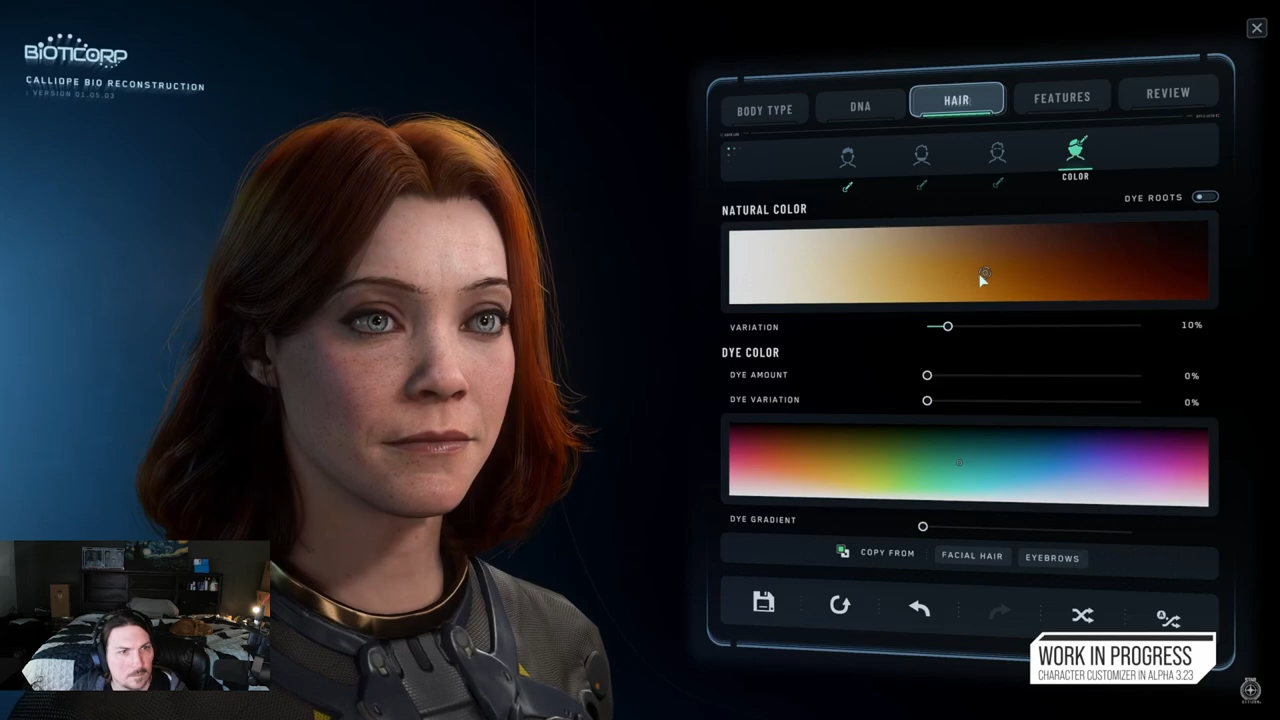 BIOTICORP
CALLIOPE BIO RECONSTRUCTION
VERSION 01.05.03
BODY TYPE
DNA
HAIR
FEATURES
REVIEW
COLOR
NATURAL COLOR
DYE ROOTS
VARIATION
10%
DYE COLOR
DYE AMOUNT
0%
DYE VARIATION
0%
DYE GRADIENT
COPY FROM
FACIAL HAIR
EYEBROWS
WORK IN PROGRESS
CHARACTER CUSTOMIZER IN ALPHA 3.23
STAR
CITIZEN